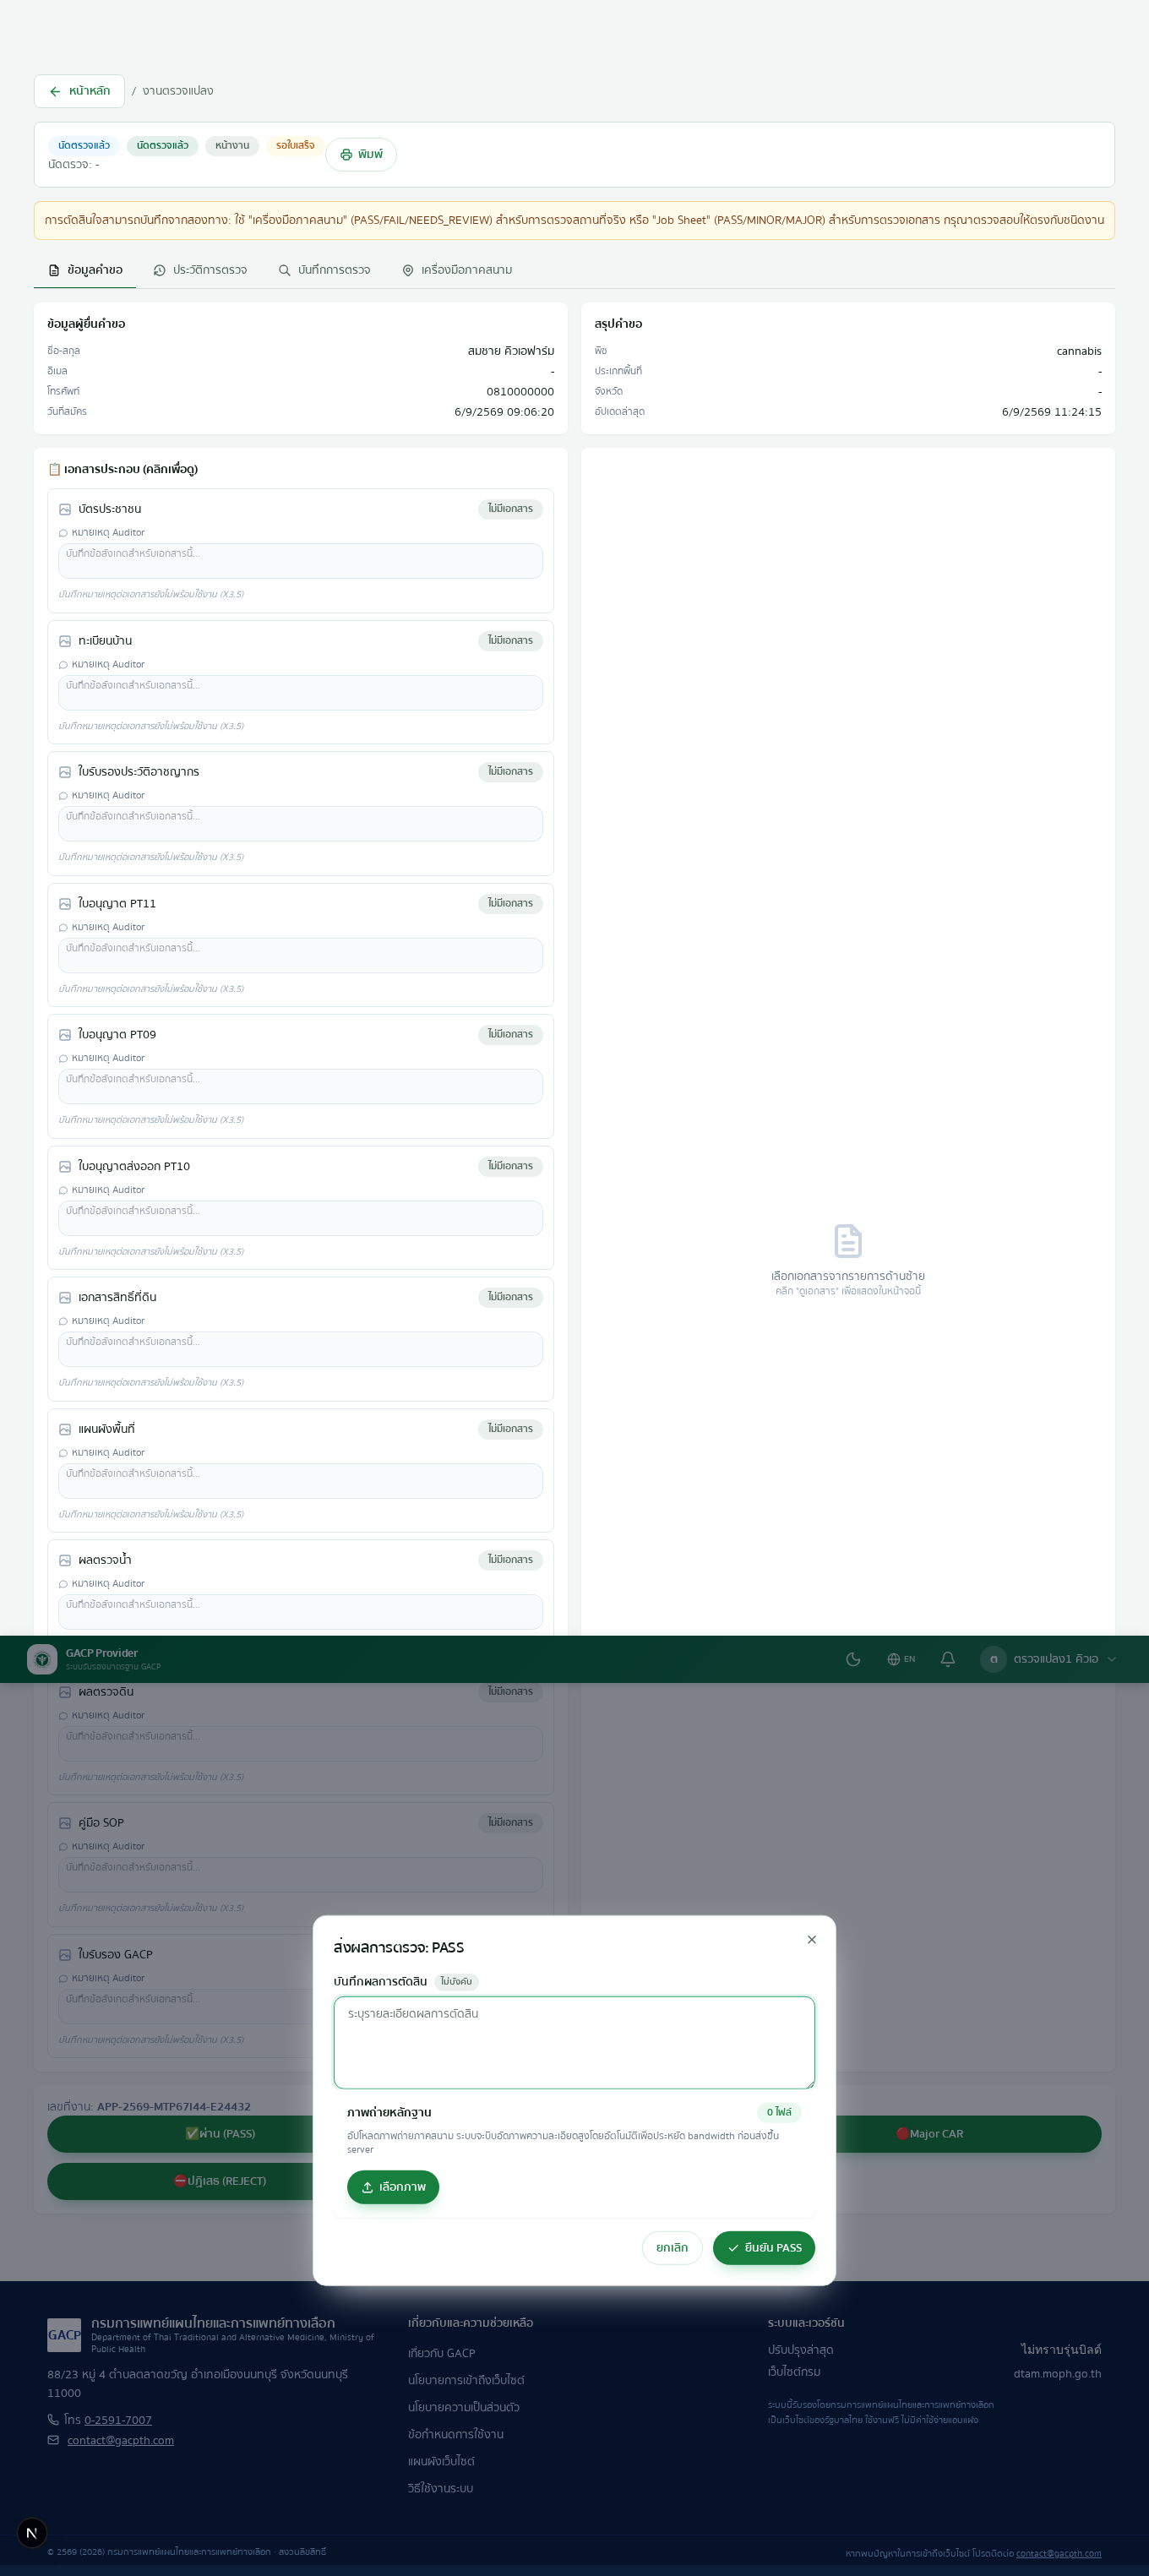 หน้าหลัก / งานตรวจแปลง
นัดตรวจแล้ว นัดตรวจแล้ว หน้างาน รอใบเสร็จ
พิมพ์
นัดตรวจ: -
การตัดสินใจสามารถบันทึกจากสองทาง: ใช้ "เครื่องมือภาคสนาม" (PASS/FAIL/NEEDS_REVIEW) สำหรับการตรวจสถานที่จริง หรือ "Job Sheet" (PASS/MINOR/MAJOR) สำหรับการตรวจเอกสาร กรุณาตรวจสอบให้ตรงกับชนิดงาน
ข้อมูลคำขอ ประวัติการตรวจ บันทึกการตรวจ เครื่องมือภาคสนาม
ข้อมูลผู้ยื่นคำขอ
ชื่อ-สกุล สมชาย คิวเอฟาร์ม
อีเมล -
โทรศัพท์ 0810000000
วันที่สมัคร 6/9/2569 09:06:20
สรุปคำขอ
พืช cannabis
ประเภทพื้นที่ -
จังหวัด -
อัปเดตล่าสุด 6/9/2569 11:24:15
📋 เอกสารประกอบ (คลิกเพื่อดู)
บัตรประชาชน ไม่มีเอกสาร
หมายเหตุ Auditor
บันทึกข้อสังเกตสำหรับเอกสารนี้...
บันทึกหมายเหตุต่อเอกสารยังไม่พร้อมใช้งาน (X3.5)
ทะเบียนบ้าน ไม่มีเอกสาร
หมายเหตุ Auditor
บันทึกข้อสังเกตสำหรับเอกสารนี้...
บันทึกหมายเหตุต่อเอกสารยังไม่พร้อมใช้งาน (X3.5)
ใบรับรองประวัติอาชญากร ไม่มีเอกสาร
หมายเหตุ Auditor
บันทึกข้อสังเกตสำหรับเอกสารนี้...
บันทึกหมายเหตุต่อเอกสารยังไม่พร้อมใช้งาน (X3.5)
ใบอนุญาต PT11 ไม่มีเอกสาร
หมายเหตุ Auditor
บันทึกข้อสังเกตสำหรับเอกสารนี้...
บันทึกหมายเหตุต่อเอกสารยังไม่พร้อมใช้งาน (X3.5)
ใบอนุญาต PT09 ไม่มีเอกสาร
หมายเหตุ Auditor
บันทึกข้อสังเกตสำหรับเอกสารนี้...
บันทึกหมายเหตุต่อเอกสารยังไม่พร้อมใช้งาน (X3.5)
ใบอนุญาตส่งออก PT10 ไม่มีเอกสาร
หมายเหตุ Auditor
บันทึกข้อสังเกตสำหรับเอกสารนี้...
บันทึกหมายเหตุต่อเอกสารยังไม่พร้อมใช้งาน (X3.5)
เอกสารสิทธิ์ที่ดิน ไม่มีเอกสาร
หมายเหตุ Auditor
บันทึกข้อสังเกตสำหรับเอกสารนี้...
บันทึกหมายเหตุต่อเอกสารยังไม่พร้อมใช้งาน (X3.5)
แผนผังพื้นที่ ไม่มีเอกสาร
หมายเหตุ Auditor
บันทึกข้อสังเกตสำหรับเอกสารนี้...
บันทึกหมายเหตุต่อเอกสารยังไม่พร้อมใช้งาน (X3.5)
ผลตรวจน้ำ ไม่มีเอกสาร
หมายเหตุ Auditor
บันทึกข้อสังเกตสำหรับเอกสารนี้...
เลือกเอกสารจากรายการด้านซ้าย
คลิก "ดูเอกสาร" เพื่อแสดงในหน้าจอนี้
GACP Provider
ระบบรับรองมาตรฐาน GACP
EN ต ตรวจแปลง1 คิวเอ
ผลตรวจดิน ไม่มีเอกสาร
หมายเหตุ Auditor
บันทึกข้อสังเกตสำหรับเอกสารนี้...
บันทึกหมายเหตุต่อเอกสารยังไม่พร้อมใช้งาน (X3.5)
คู่มือ SOP ไม่มีเอกสาร
หมายเหตุ Auditor
บันทึกข้อสังเกตสำหรับเอกสารนี้...
บันทึกหมายเหตุต่อเอกสารยังไม่พร้อมใช้งาน (X3.5)
ใบรับรอง GACP
หมายเหตุ Auditor
บันทึกข้อสังเกตสำหรับเอกสารนี้...
บันทึกหมายเหตุต่อเอกสารยังไม่พร้อมใช้งาน (X3.5)
เลขที่งาน: APP-2569-MTP67I44-E24432
✅ผ่าน (PASS)
🔴Major CAR
⛔ปฏิเสธ (REJECT)
ส่งผลการตรวจ: PASS
บันทึกผลการตัดสิน ไม่บังคับ
ระบุรายละเอียดผลการตัดสิน
ภาพถ่ายหลักฐาน 0 ไฟล์
อัปโหลดภาพถ่ายภาคสนาม ระบบจะบีบอัดภาพความละเอียดสูงโดยอัตโนมัติเพื่อประหยัด bandwidth ก่อนส่งขึ้น
server
เลือกภาพ
ยกเลิก ยืนยัน PASS
GACP
กรมการแพทย์แผนไทยและการแพทย์ทางเลือก
Department of Thai Traditional and Alternative Medicine, Ministry of
Public Health
88/23 หมู่ 4 ตำบลตลาดขวัญ อำเภอเมืองนนทบุรี จังหวัดนนทบุรี
11000
โทร 0-2591-7007
contact@gacpth.com
เกี่ยวกับและความช่วยเหลือ
เกี่ยวกับ GACP
นโยบายการเข้าถึงเว็บไซต์
นโยบายความเป็นส่วนตัว
ข้อกำหนดการใช้งาน
แผนผังเว็บไซต์
วิธีใช้งานระบบ
ระบบและเวอร์ชัน
ปรับปรุงล่าสุด ไม่ทราบรุ่นบิลด์
เว็บไซต์กรม dtam.moph.go.th
ระบบนี้รับรองโดยกรมการแพทย์แผนไทยและการแพทย์ทางเลือก
เป็นเว็บไซต์ของรัฐบาลไทย ใช้งานฟรี ไม่มีค่าใช้จ่ายแอบแฝง
N
© 2569 (2026) กรมการแพทย์แผนไทยและการแพทย์ทางเลือก · สงวนลิขสิทธิ์
หากพบปัญหาในการเข้าถึงเว็บไซต์ โปรดติดต่อ contact@gacpth.com